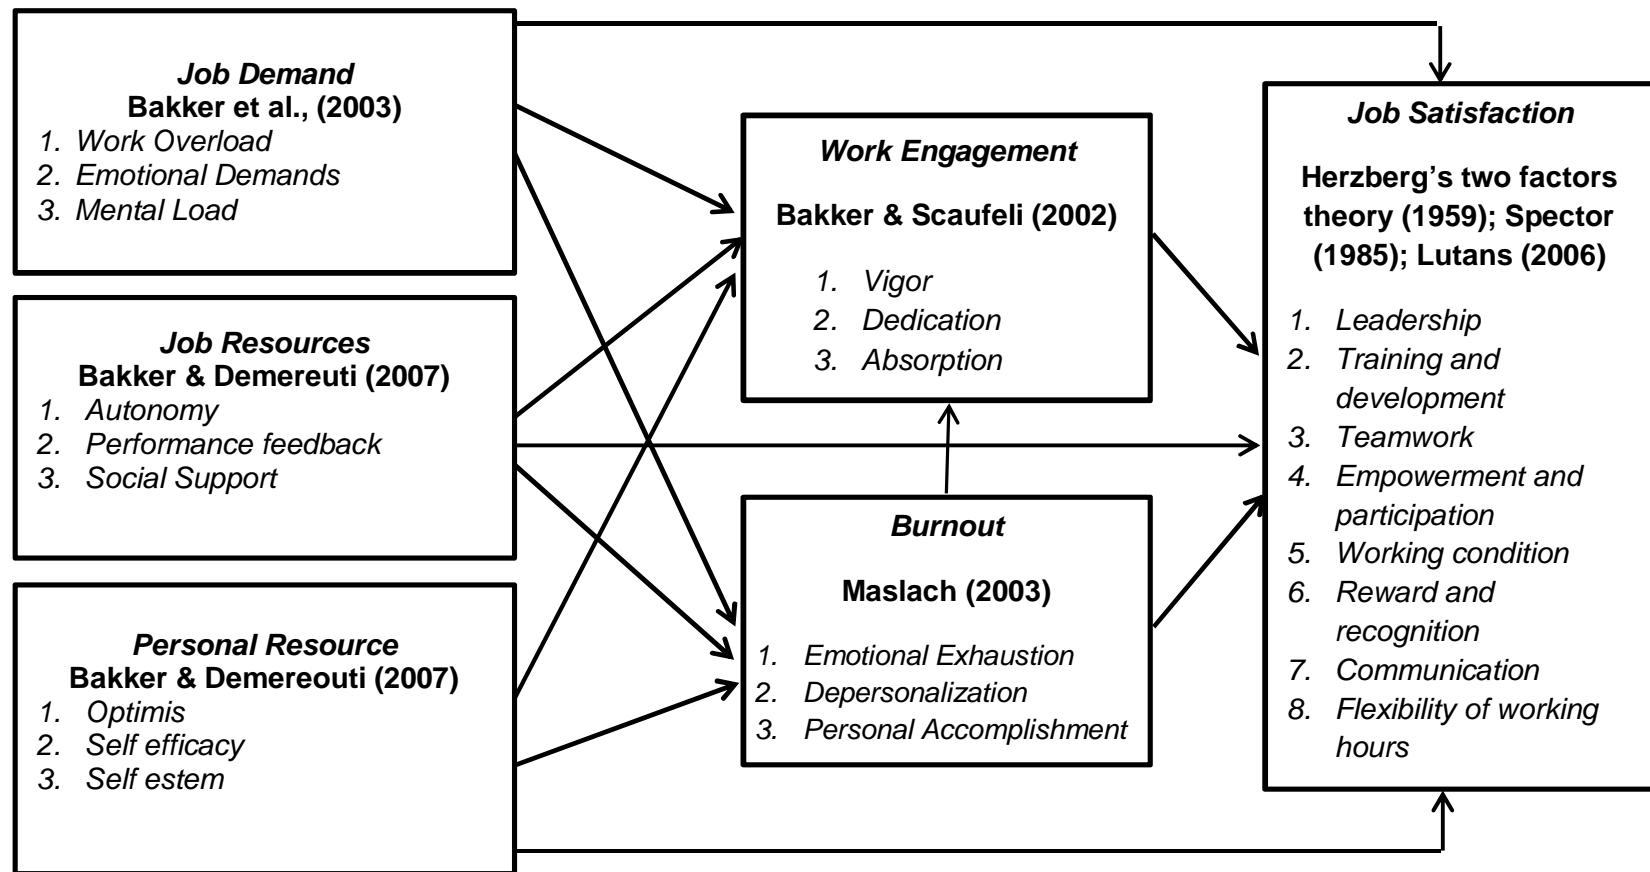 Job Demand
Bakker et al., (2003)
1. Work Overload
2. Emotional Demands
3. Mental Load
Job Resources
Bakker & Demereuti (2007)
1. Autonomy
2. Performance feedback
3. Social Support
Personal Resource
Bakker & Demereouti (2007)
1. Optimis
2. Self efficacy
3. Self estem
Work Engagement
Bakker & Scaufeli (2002)
1. Vigor
2. Dedication
3. Absorption
Burnout
Maslach (2003)
1. Emotional Exhaustion
2. Depersonalization
3. Personal Accomplishment
Job Satisfaction
Herzberg’s two factors
theory (1959); Spector
(1985); Lutans (2006)
1. Leadership
2. Training and
development
3. Teamwork
4. Empowerment and
participation
5. Working condition
6. Reward and
recognition
7. Communication
8. Flexibility of working
hours